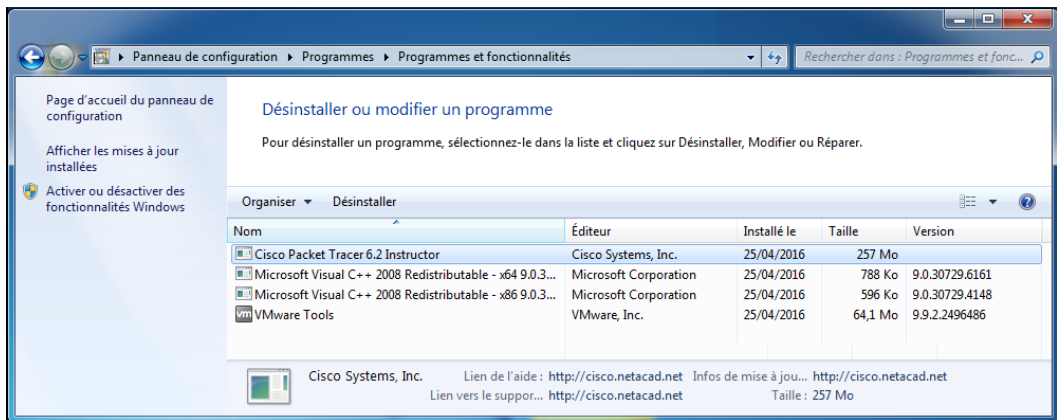 Panneau de configuration ▸ Programmes ▸ Programmes et fonctionnalités
Rechercher dans : Programmes et fonc...
Page d'accueil du panneau de configuration
Afficher les mises à jour installées
Activer ou désactiver des fonctionnalités Windows
Désinstaller ou modifier un programme
Pour désinstaller un programme, sélectionnez-le dans la liste et cliquez sur Désinstaller, Modifier ou Réparer.
Organiser Désinstaller
Nom Éditeur Installé le Taille Version
Cisco Packet Tracer 6.2 Instructor Cisco Systems, Inc. 25/04/2016 257 Mo
Microsoft Visual C++ 2008 Redistributable - x64 9.0.3... Microsoft Corporation 25/04/2016 788 Ko 9.0.30729.6161
Microsoft Visual C++ 2008 Redistributable - x86 9.0.3... Microsoft Corporation 25/04/2016 596 Ko 9.0.30729.4148
vm VMware Tools VMware, Inc. 25/04/2016 64,1 Mo 9.9.2.2496486
Cisco Systems, Inc. Lien de l'aide : http://cisco.netacad.net Infos de mise à jou... http://cisco.netacad.net
Lien vers le suppor... http://cisco.netacad.net Taille : 257 Mo